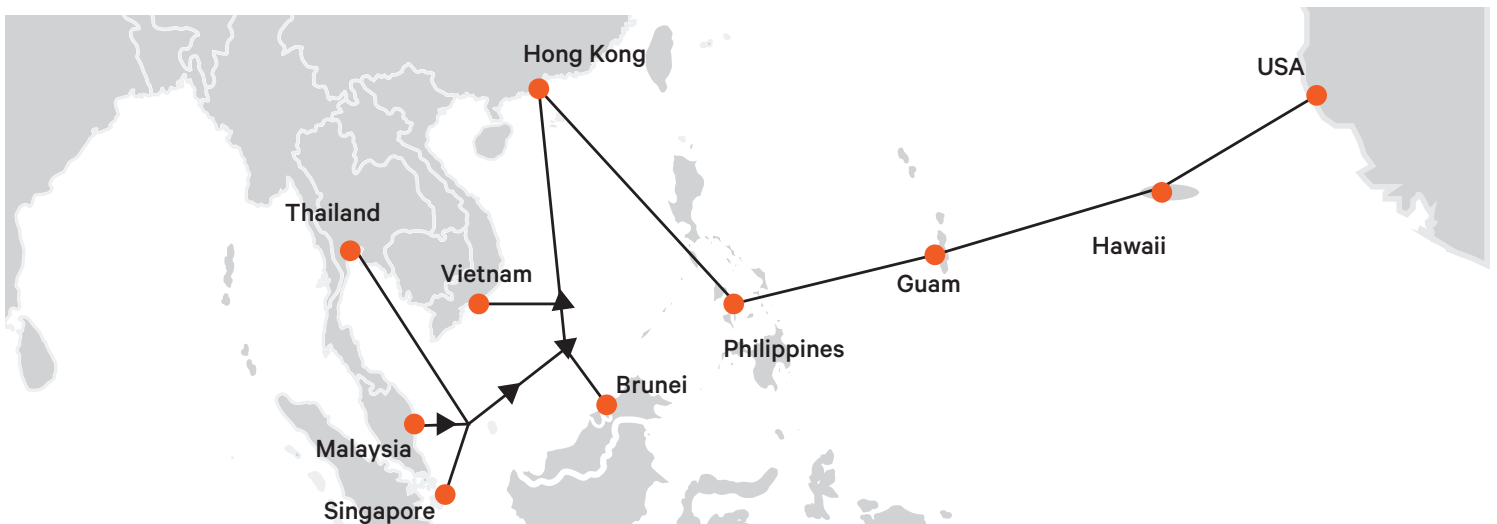 Hong Kong
USA
Thailand
Hawaii
Vietnam
Guam
Philippines
Brunei
Malaysia
Singapore